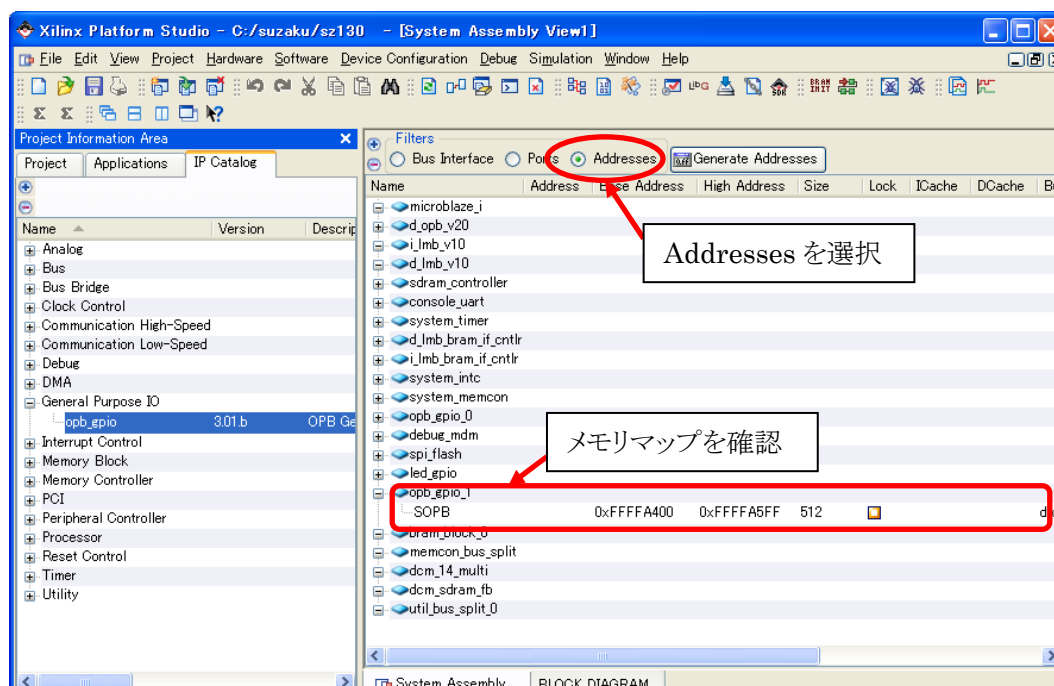 Xilinx Platform Studio - C:/suzaku/sz130 - [System Assembly View1]
File Edit View Project Hardware Software Device Configuration Debug Simulation Window Help
Project Information Area
Project Applications IP Catalog
Name Version Descrip
Analog
Bus
Bus Bridge
Clock Control
Communication High-Speed
Communication Low-Speed
Debug
DMA
General Purpose IO
opb_gpio 3.01.b OPB Ge
Interrupt Control
Memory Block
Memory Controller
PCI
Peripheral Controller
Processor
Reset Control
Timer
Utility
Filters
Bus Interface Ports Addresses Generate Addresses
Name Address Base Address High Address Size Lock ICache DCache
microblaze_i
d_opb_v20
i_lmb_v10
d_lmb_v10
sdram_controller
console_uart
system_timer
d_lmb_bram_if_cntlr
i_lmb_bram_if_cntlr
system_intc
system_memcon
opb_gpio_0
debug_mdm
spi_flash
led_gpio
opb_gpio_1
SOPB 0xFFFFA400 0xFFFFA5FF 512
bram_block_0
memcon_bus_split
dcm_14_multi
dcm_sdram_fb
util_bus_split_0
Addresses を選択
メモリマップを確認
System Assembly BLOCK DIAGRAM